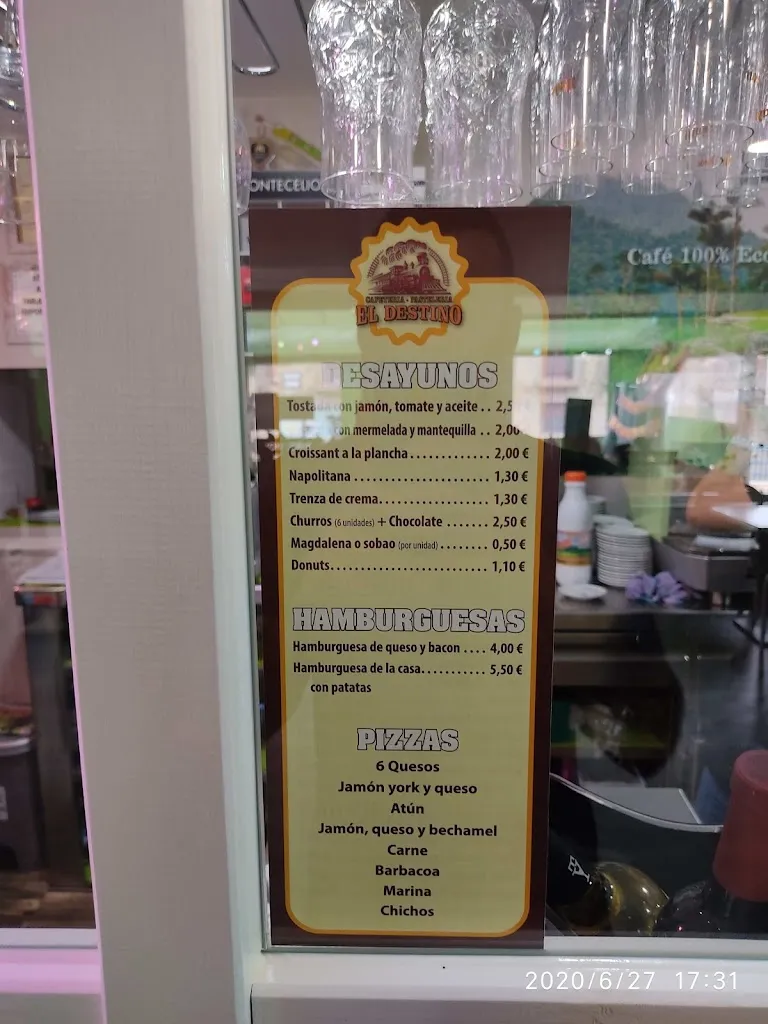 ONTECELIO
Café 100% Eco
CAFETERIA - PASTELERIA
EL DESTINO
DESAYUNOS
Tostada con jamón, tomate y aceite .. 2,5
con mermelada y mantequilla .. 2,00
Croissant a la plancha ............. 2,00 €
Napolitana ....................... 1,30 €
Trenza de crema.................. 1,30 €
Churros (6 unidades) + Chocolate ....... 2,50 €
Magdalena o sobao (por unidad) ........ 0,50 €
Donuts........................... 1,10 €
HAMBURGUESAS
Hamburguesa de queso y bacon .... 4,00 €
Hamburguesa de la casa........... 5,50 €
con patatas
PIZZAS
6 Quesos
Jamón york y queso
Atún
Jamón, queso y bechamel
Carne
Barbacoa
Marina
Chichos
2020/6/27 17:31